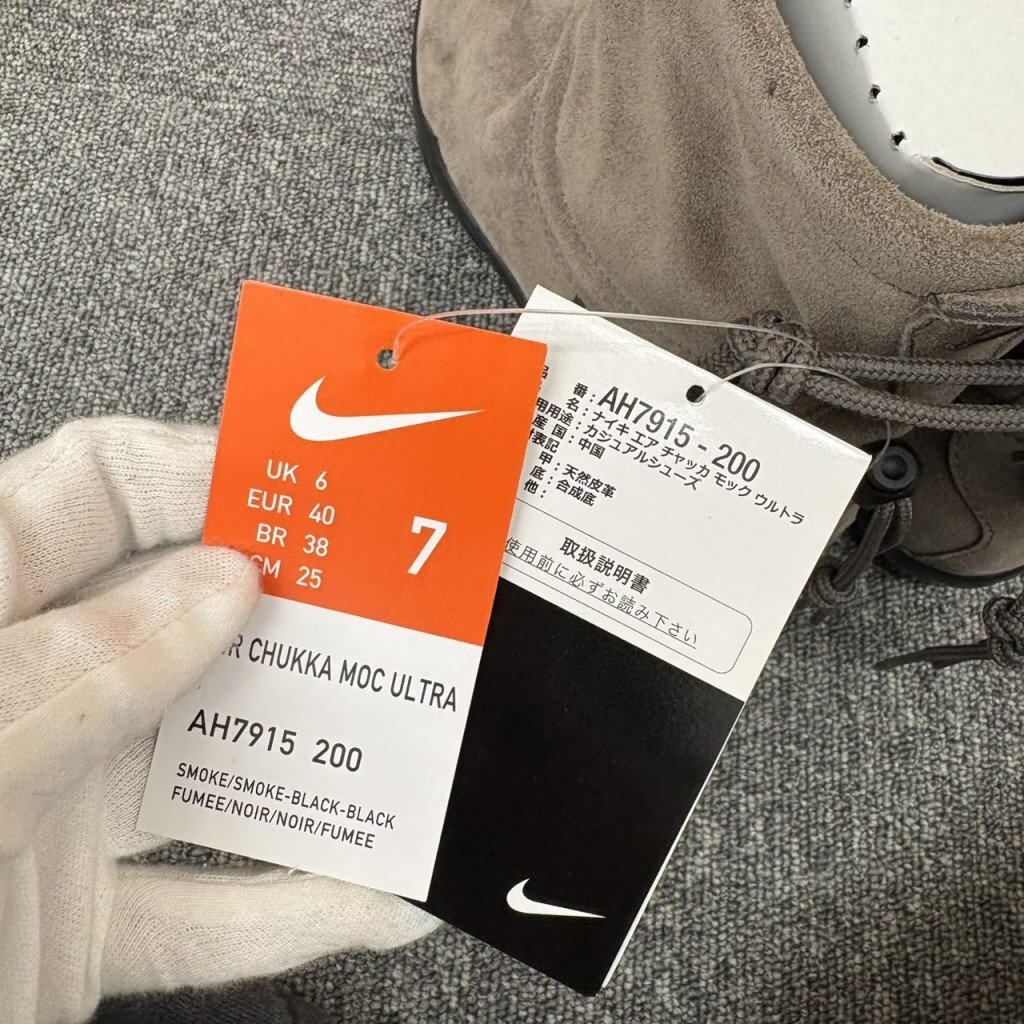 UK 6
EUR 40
BR 38
CM 25
7
CHUKKA MOC ULTRA
AH7915 200
SMOKE/SMOKE-BLACK-BLACK
FUMEE/NOIR/NOIR/FUMEE
番：AH7915-200
名：ナイキ エア チャッカ モック ウルトラ
用用途：カジュアルシューズ
産 国：中国
表記
甲：天然皮革
底：合成底
他：
取扱説明書
使用前に必ずお読み下さい